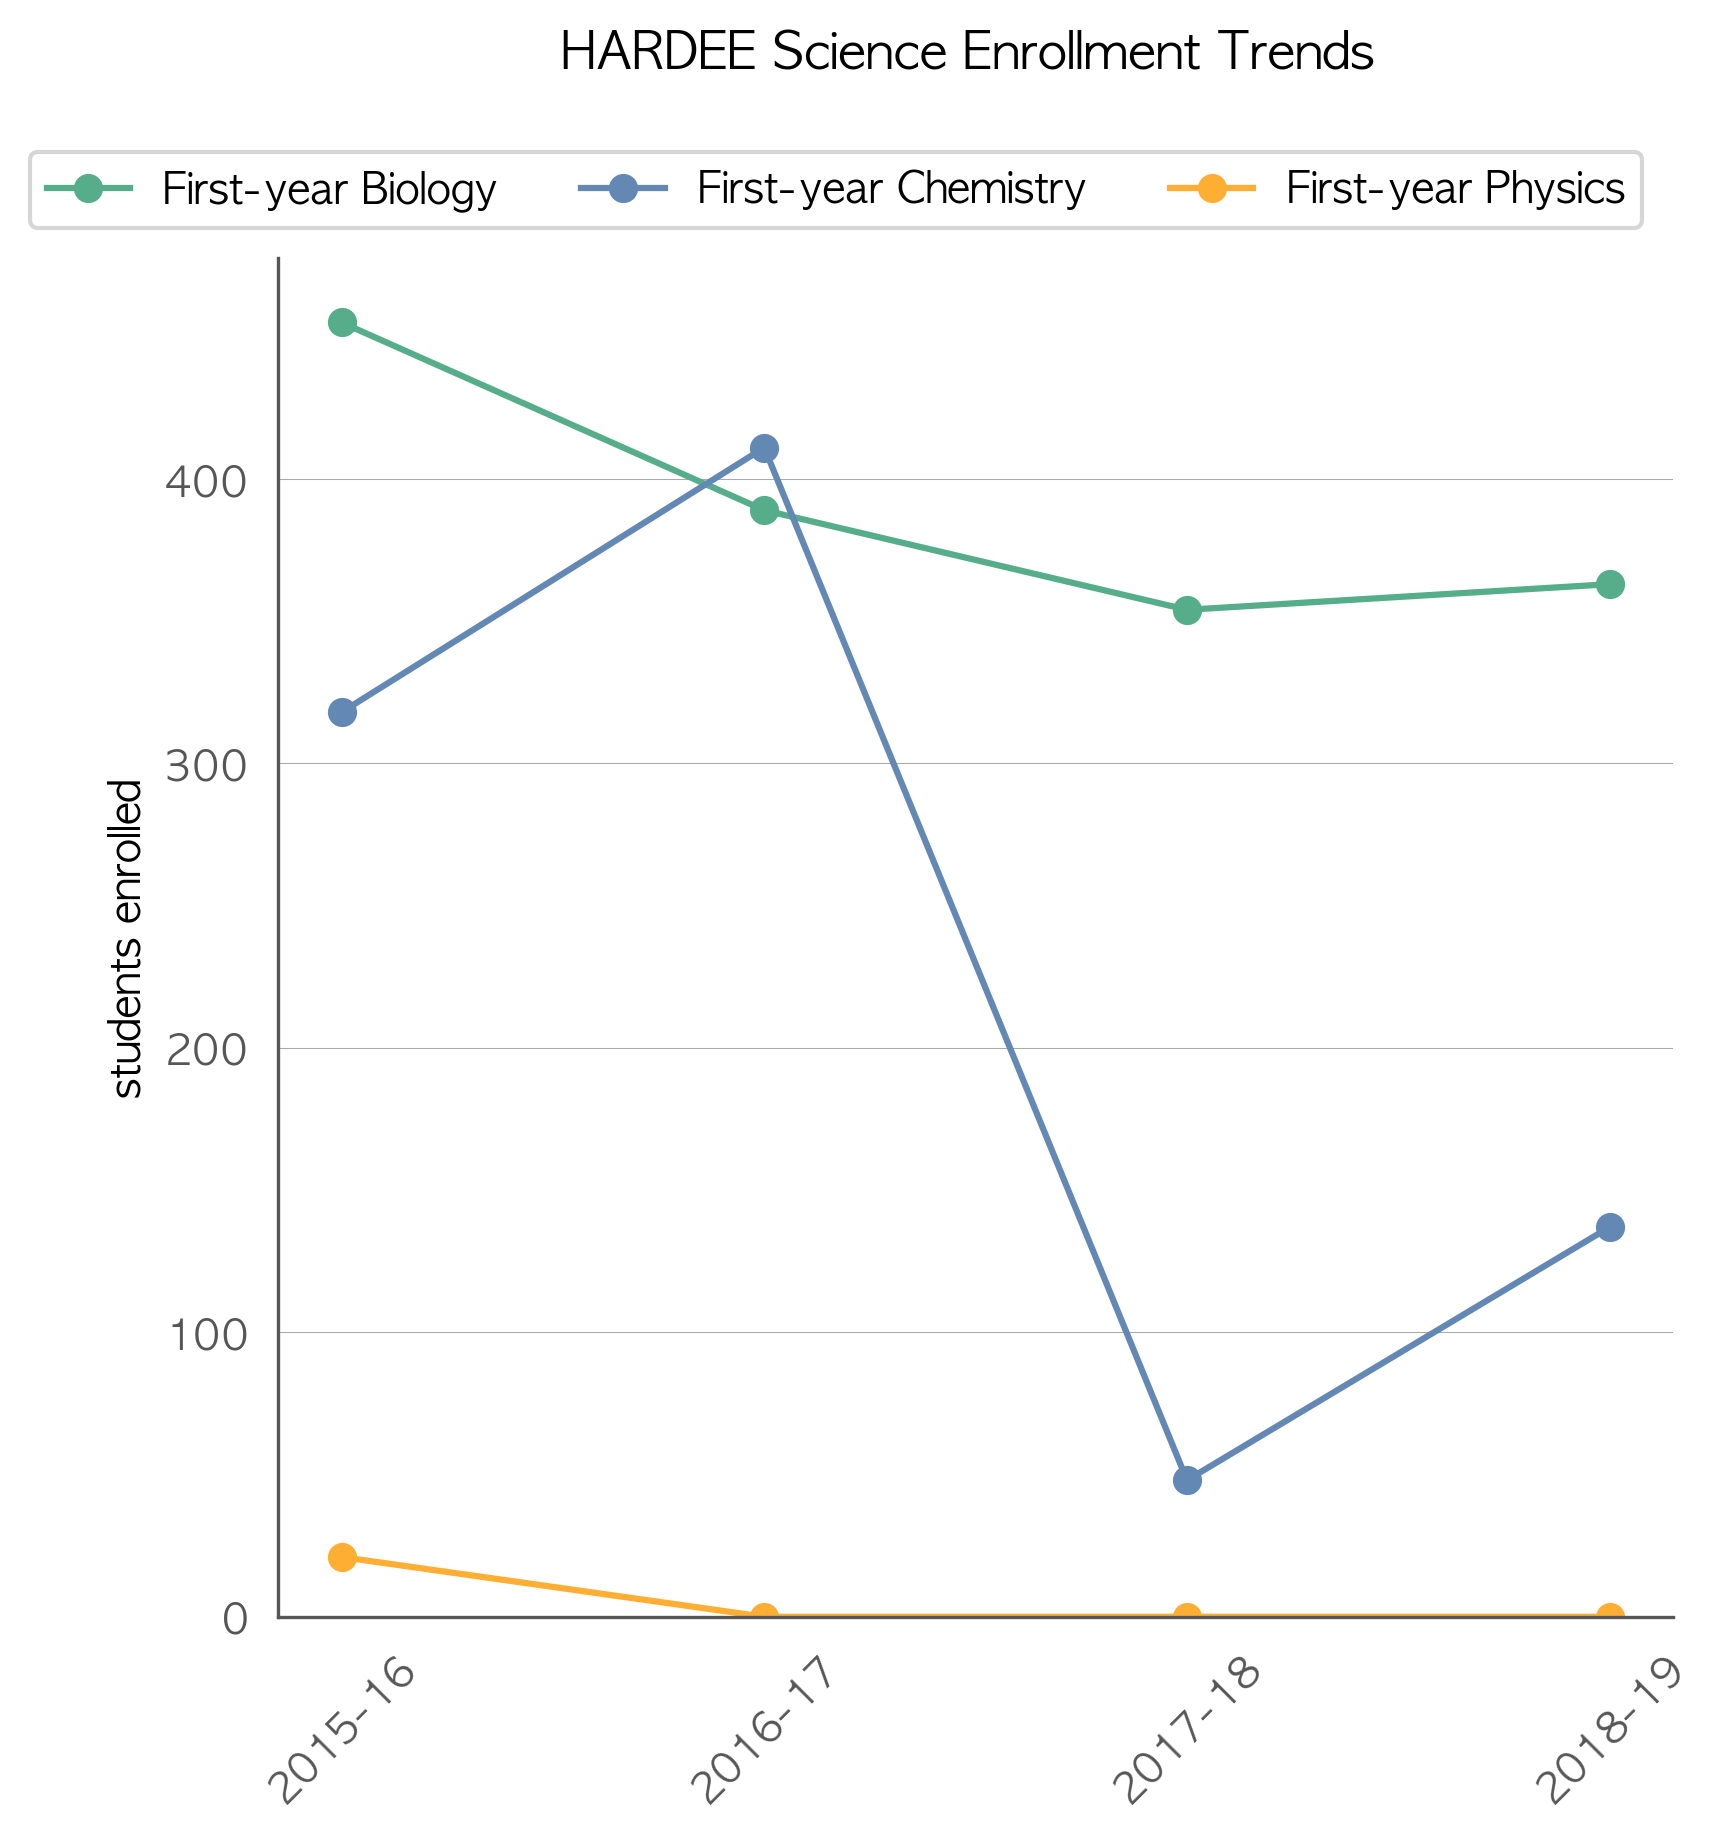 HARDEE Science Enrollment Trends
First-year Biology First-year Chemistry First-year Physics
400
300
200
100
0
students enrolled
2015-16 2016-17 2017-18 2018-19